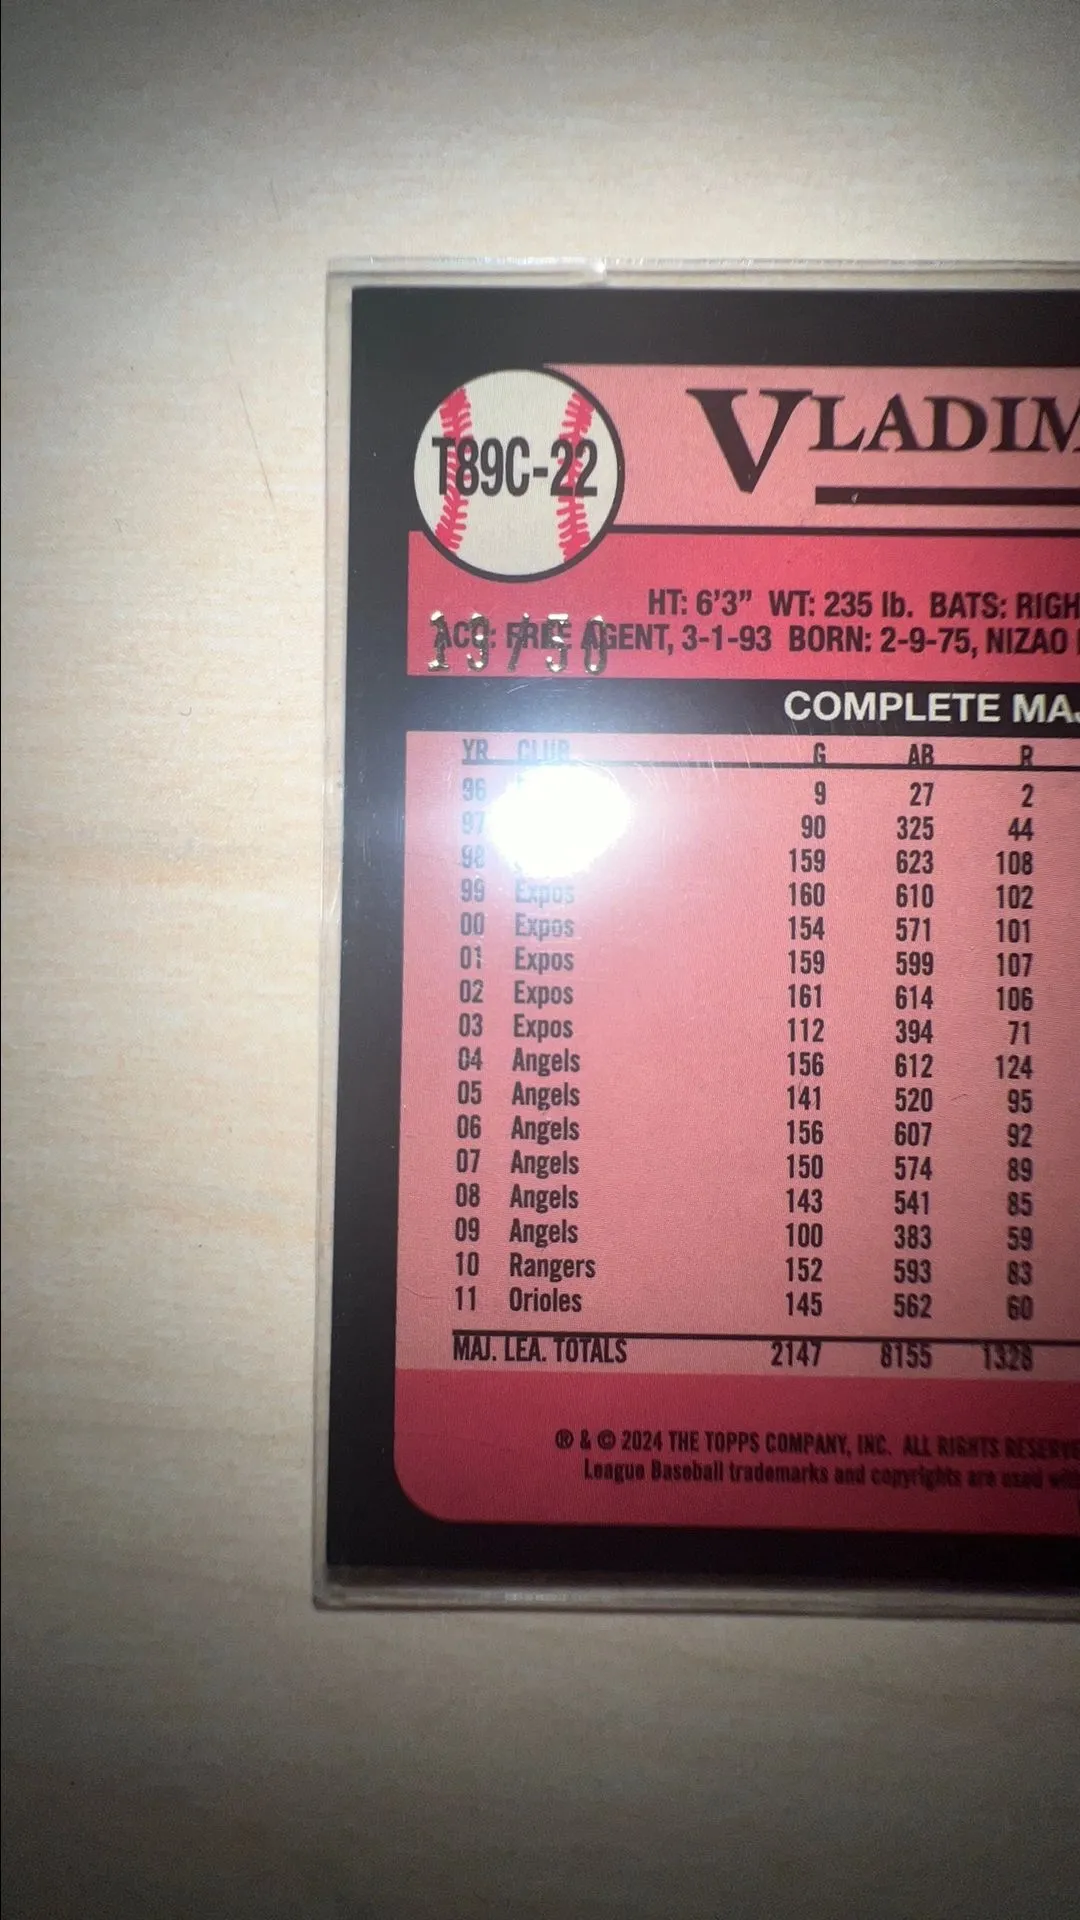 T89C-22
VLADIM
HT: 6'3" WT: 235 lb. BATS: RIGH
ACQ: FREE AGENT, 3-1-93 BORN: 2-9-75, NIZAO
13/50
COMPLETE MAJ
YR CLUB G AB R
96 9 27 2
97 90 325 44
98 159 623 108
99 Expos 160 610 102
00 Expos 154 571 101
01 Expos 159 599 107
02 Expos 161 614 106
03 Expos 112 394 71
04 Angels 156 612 124
05 Angels 141 520 95
06 Angels 156 607 92
07 Angels 150 574 89
08 Angels 143 541 85
09 Angels 100 383 59
10 Rangers 152 593 83
11 Orioles 145 562 60
MAJ. LEA. TOTALS 2147 8155 1328
® & © 2024 THE TOPPS COMPANY, INC. ALL RIGHTS RESERVE
League Baseball trademarks and copyrights are used with